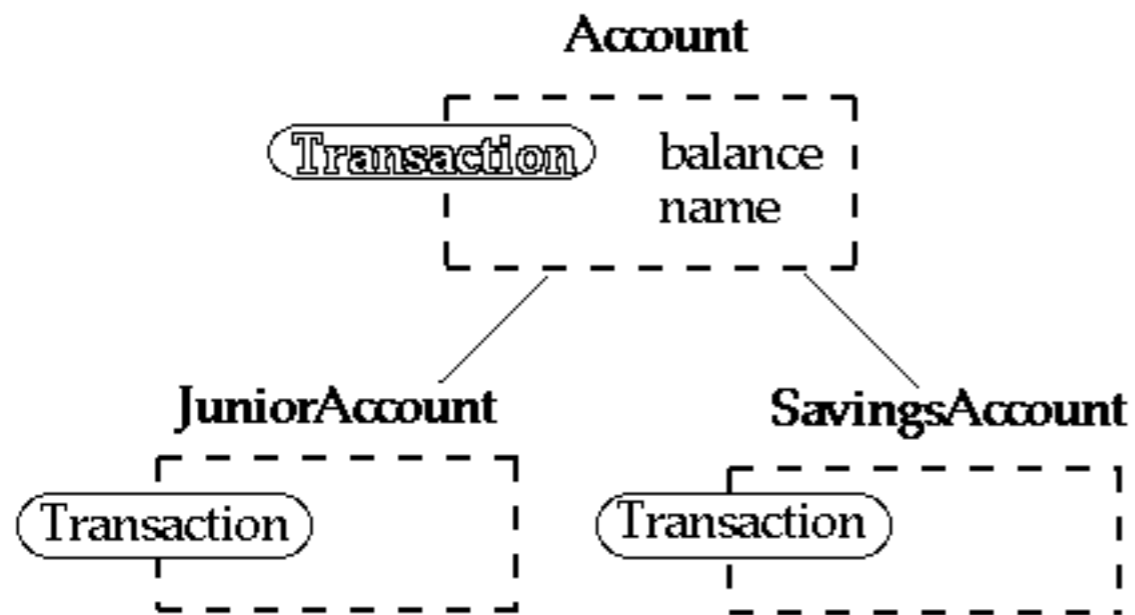 Account
Transaction balance
name
JuniorAccount
SavingsAccount
Transaction
Transaction